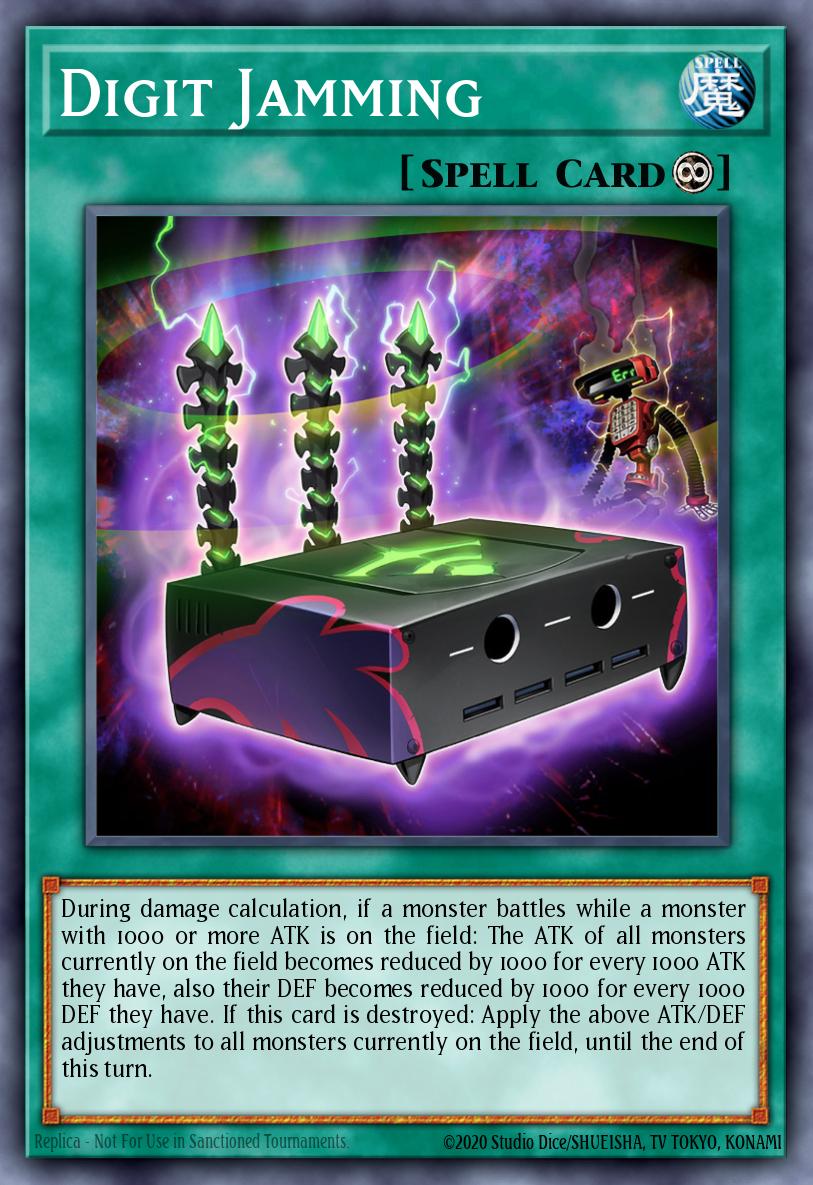 Digit Jamming
SPELL
魔
[Spell Card]
Err
During damage calculation, if a monster battles while a monster
with 1000 or more ATK is on the field: The ATK of all monsters
currently on the field becomes reduced by 1000 for every 1000 ATK
they have, also their DEF becomes reduced by 1000 for every 1000
DEF they have. If this card is destroyed: Apply the above ATK/DEF
adjustments to all monsters currently on the field, until the end of
this turn.
Replica - Not For Use in Sanctioned Tournaments.
©2020 Studio Dice/SHUEISHA, TV TOKYO, KONAMI